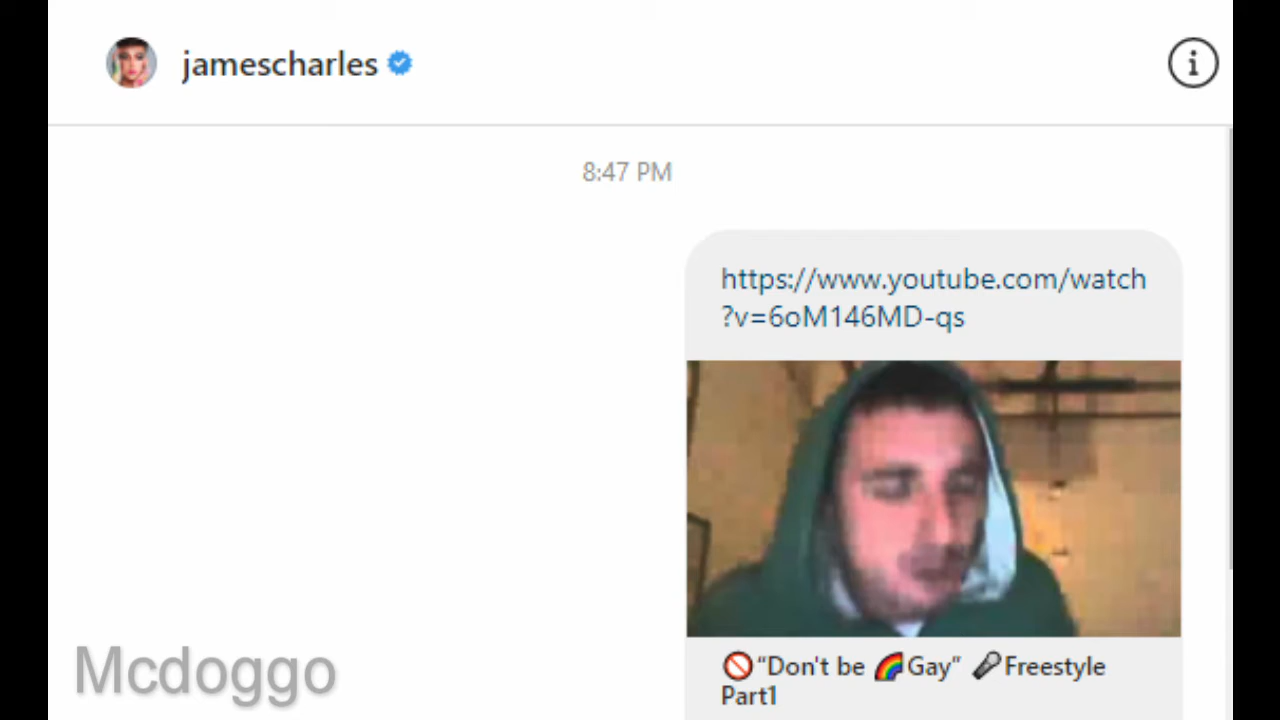 jamescharles
8:47 PM
https://www.youtube.com/watch
?v=6oM146MD-qs
🚫“Don't be 🌈Gay” 🎤Freestyle
Part1
Mcdoggo